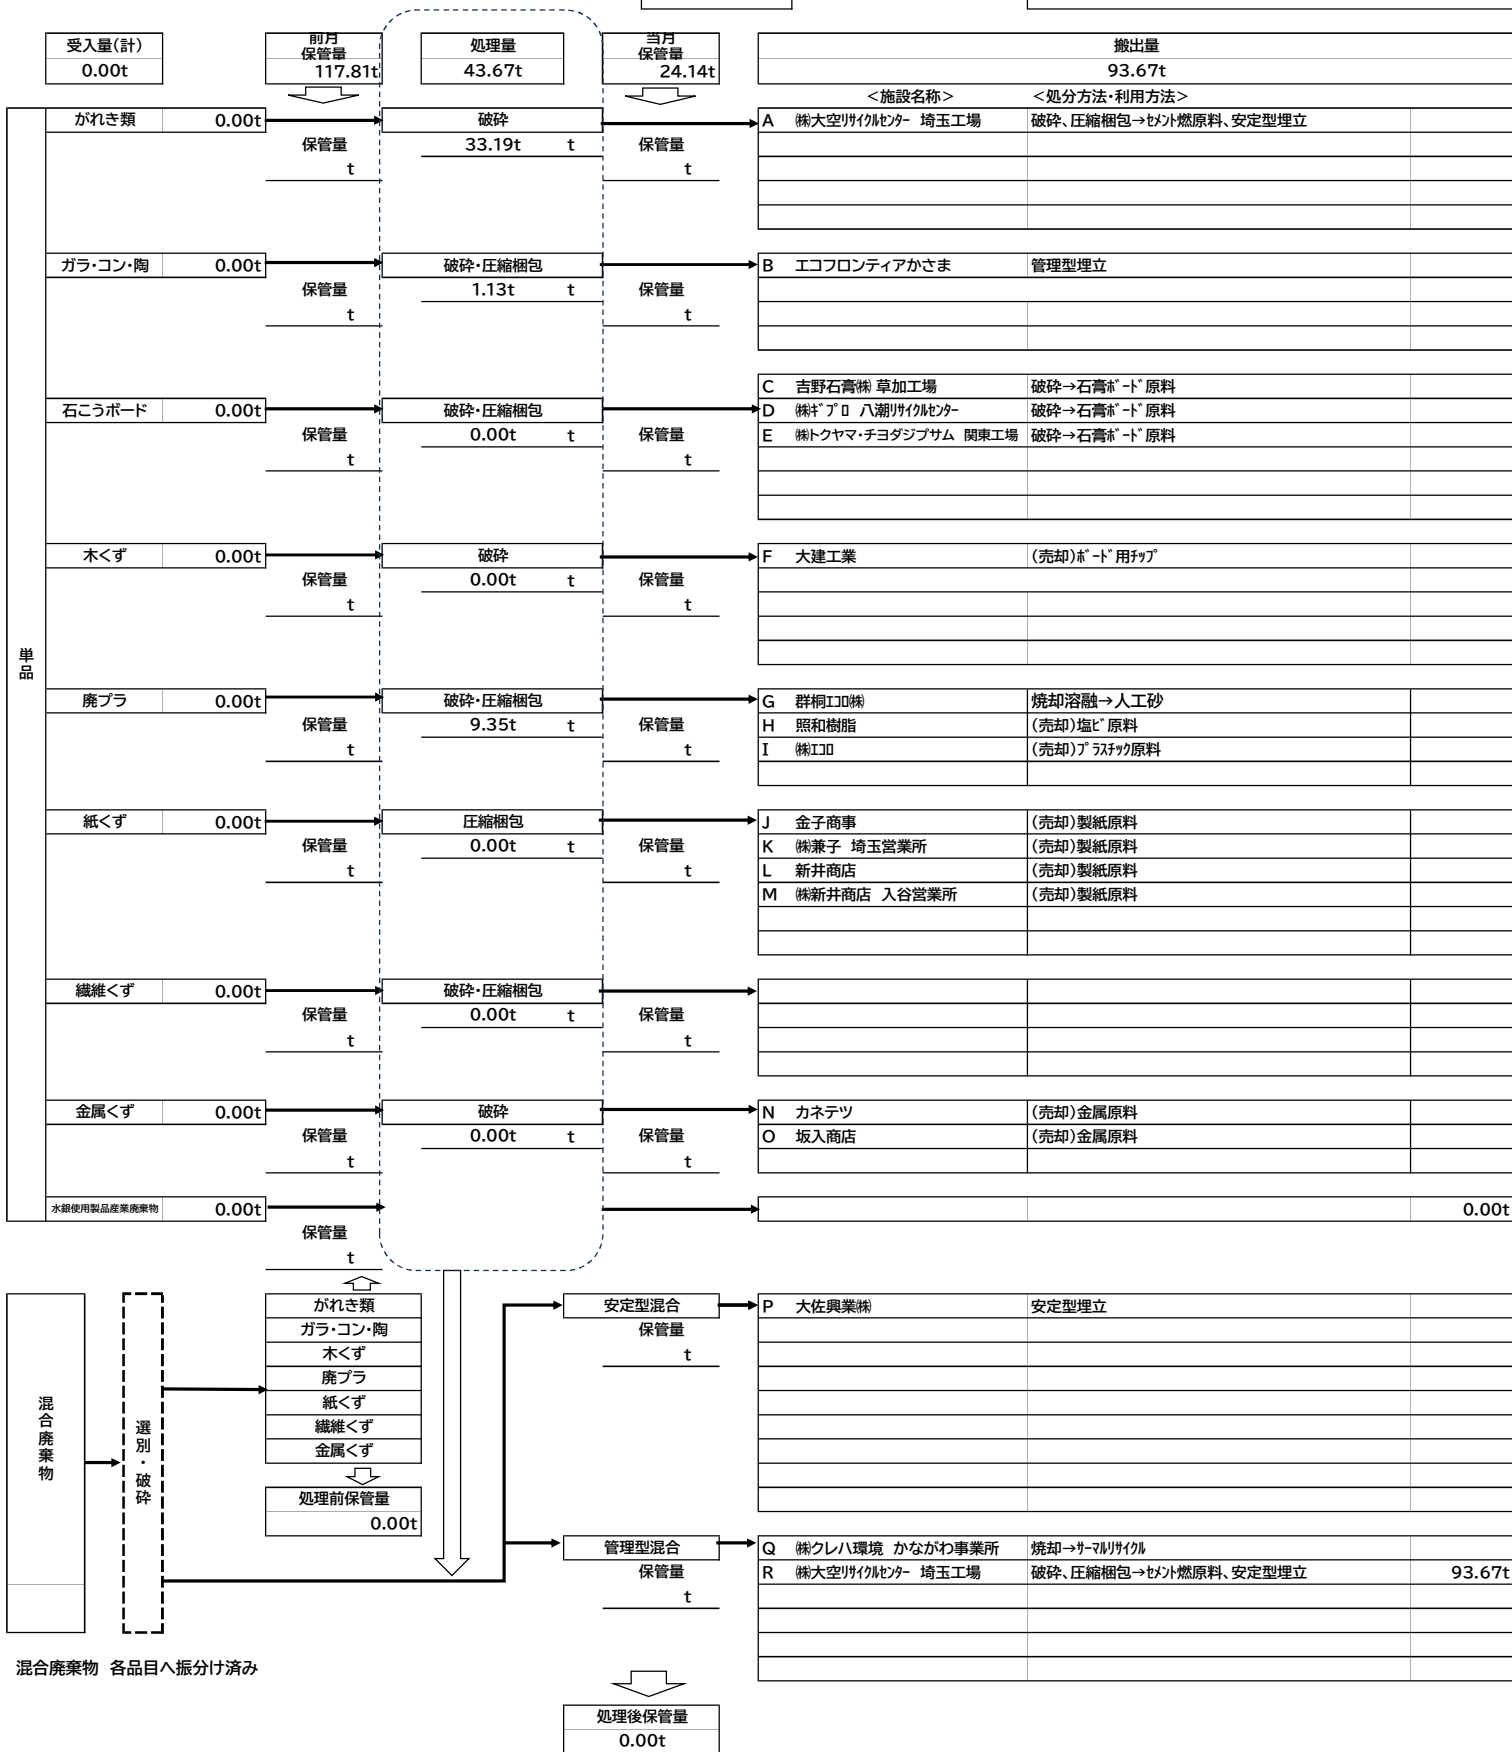 受入量(計) 前月保管量 処理量 当月保管量 搬出量
0.00t 117.81t 43.67t 24.14t 93.67t
<施設名称> <処分方法・利用方法>
単品
がれき類 0.00t 破砕 A ㈱大空ﾘｻｲｸﾙｾﾝﾀｰ 埼玉工場 破砕、圧縮梱包→ｾﾒﾝﾄ燃原料、安定型埋立
保管量 33.19t t 保管量
t t
ガラ・コン・陶 0.00t 破砕・圧縮梱包 B エコフロンティアかさま 管理型埋立
保管量 1.13t t 保管量
t t
C 吉野石膏㈱ 草加工場 破砕→石膏ﾎﾞｰﾄﾞ原料
石こうボード 0.00t 破砕・圧縮梱包 D ㈱ｷﾞﾌﾟﾛ 八潮ﾘｻｲｸﾙｾﾝﾀｰ 破砕→石膏ﾎﾞｰﾄﾞ原料
保管量 0.00t t 保管量 E ㈱トクヤマ・チヨダジプサム 関東工場 破砕→石膏ﾎﾞｰﾄﾞ原料
t t
木くず 0.00t 破砕 F 大建工業 (売却)ﾎﾞｰﾄﾞ用ﾁｯﾌﾟ
保管量 0.00t t 保管量
t t
廃プラ 0.00t 破砕・圧縮梱包 G 群桐ｴｺﾛ㈱ 焼却溶融→人工砂
保管量 9.35t t 保管量 H 照和樹脂 (売却)塩ﾋﾞ原料
t t I ㈱ｴｺﾛ (売却)ﾌﾟﾗｽﾁｯｸ原料
紙くず 0.00t 圧縮梱包 J 金子商事 (売却)製紙原料
保管量 0.00t t 保管量 K ㈱兼子 埼玉営業所 (売却)製紙原料
t t L 新井商店 (売却)製紙原料
M ㈱新井商店 入谷営業所 (売却)製紙原料
繊維くず 0.00t 破砕・圧縮梱包
保管量 0.00t t 保管量
t t
金属くず 0.00t 破砕 N カネテツ (売却)金属原料
保管量 0.00t t 保管量 O 坂入商店 (売却)金属原料
t t
水銀使用製品産業廃棄物 0.00t 0.00t
保管量
t
混合廃棄物
選別・破砕
がれき類 安定型混合 P 大佐興業㈱ 安定型埋立
ガラ・コン・陶 保管量
木くず t
廃プラ
紙くず
繊維くず
金属くず
処理前保管量
0.00t
管理型混合 Q ㈱クレハ環境 かながわ事業所 焼却→ｻｰﾏﾙﾘｻｲｸﾙ
保管量 R ㈱大空ﾘｻｲｸﾙｾﾝﾀｰ 埼玉工場 破砕、圧縮梱包→ｾﾒﾝﾄ燃原料、安定型埋立 93.67t
t
混合廃棄物 各品目へ振分け済み
処理後保管量
0.00t